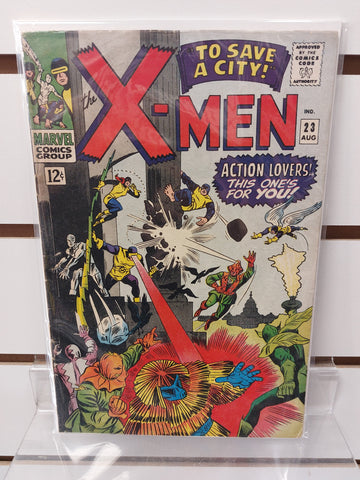 TO SAVE
A CITY!
APPROVED
BY THE
COMICS
CODE
AUTHORITY
the
X-MEN
MARVEL
COMICS
GROUP
12¢
IND.
23
AUG
ACTION LOVERS!
THIS ONE'S
FOR YOU!